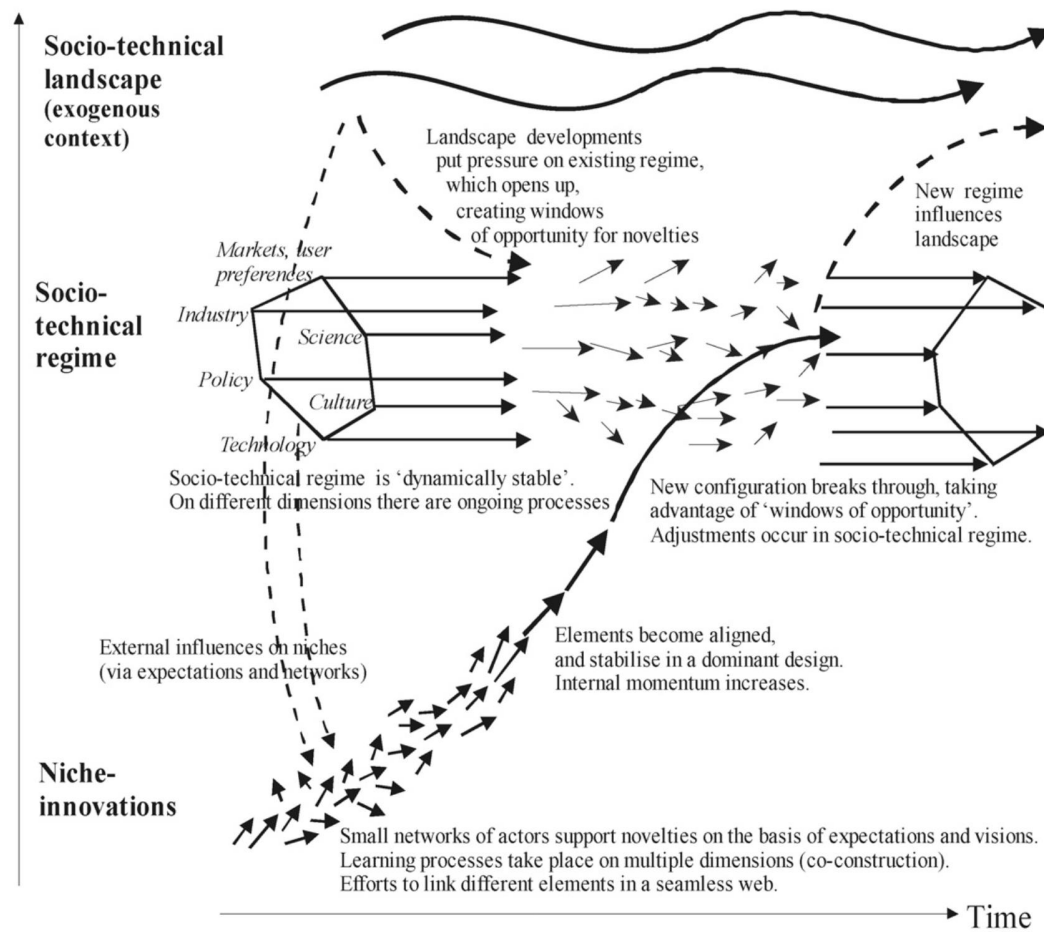 Socio-technical
landscape
(exogenous
context)
Landscape developments
put pressure on existing regime,
which opens up,
creating windows
of opportunity for novelties
New regime
influences
landscape
Markets, user
preferences
Socio-
technical
regime
Industry
Science
Policy
Culture
Technology
Socio-technical regime is ‘dynamically stable’.
On different dimensions there are ongoing processes
New configuration breaks through, taking
advantage of ‘windows of opportunity’.
Adjustments occur in socio-technical regime.
External influences on niches
(via expectations and networks)
Elements become aligned,
and stabilise in a dominant design.
Internal momentum increases.
Niche-
innovations
Small networks of actors support novelties on the basis of expectations and visions.
Learning processes take place on multiple dimensions (co-construction).
Efforts to link different elements in a seamless web.
Time